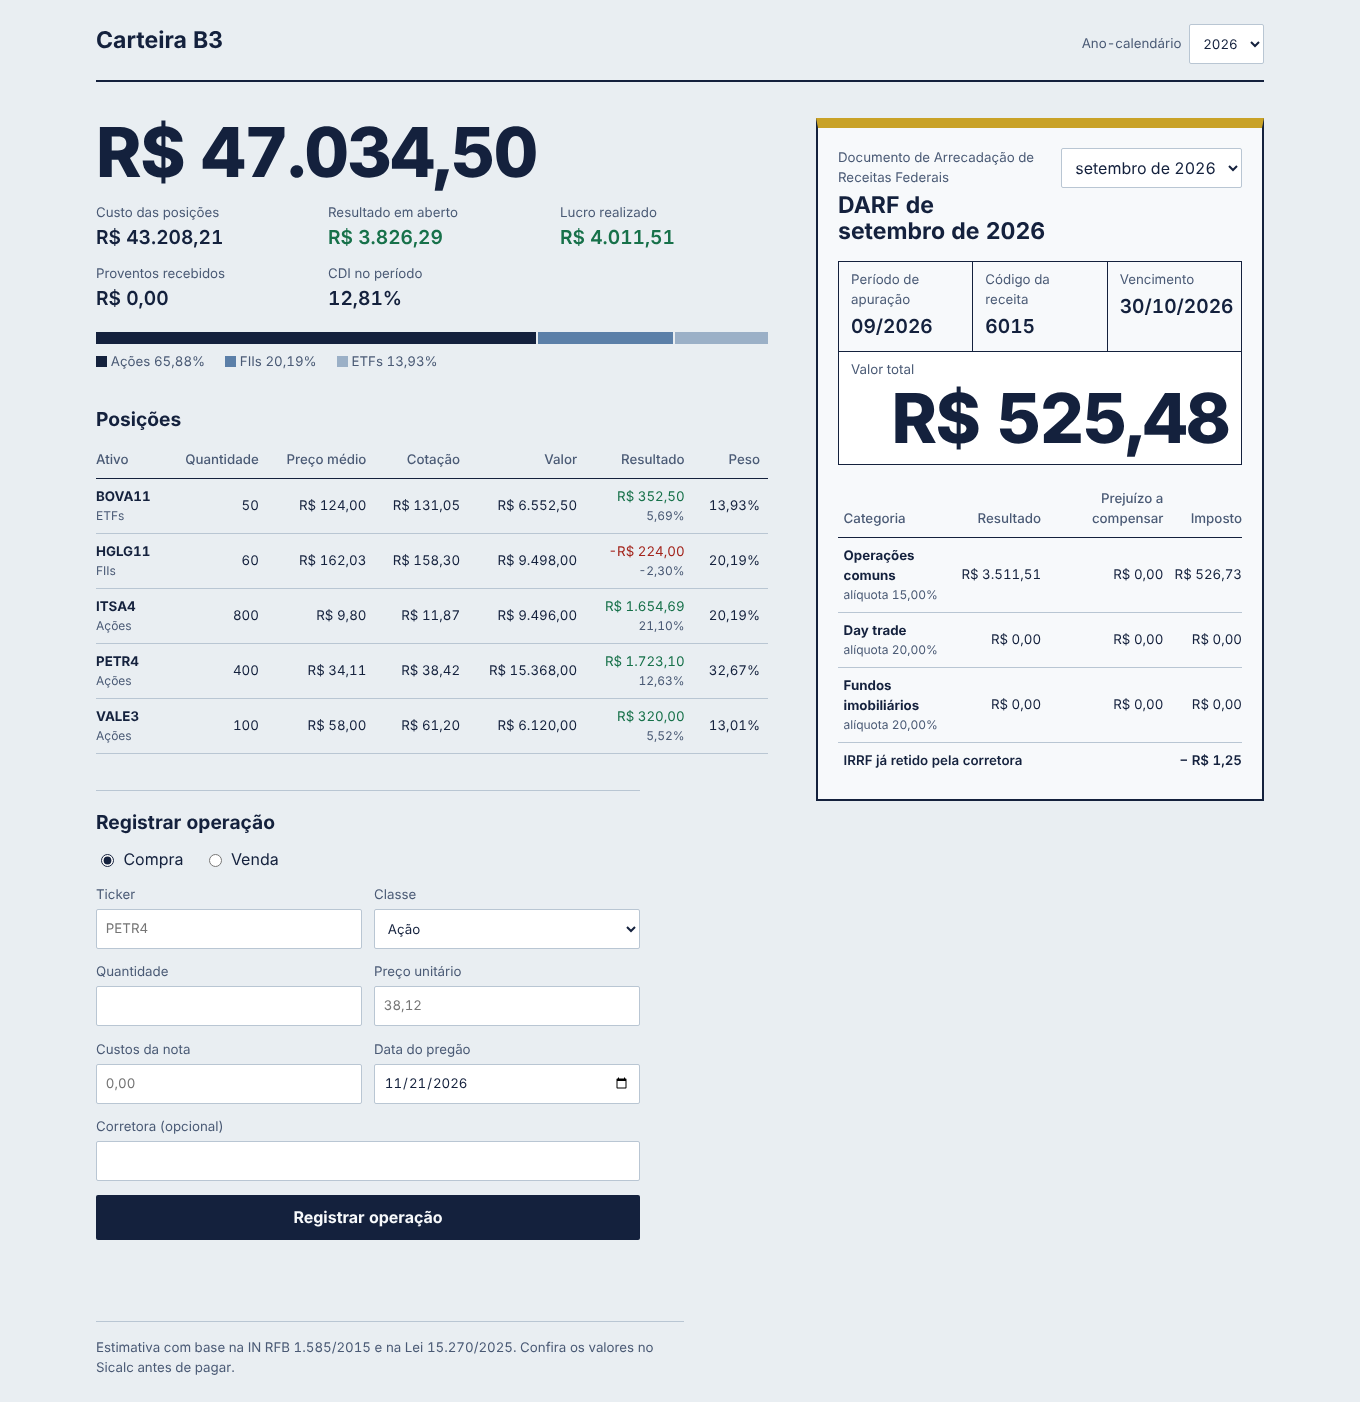 Carteira B3
Ano-calendário 2026
R$ 47.034,50
Custo das posições Resultado em aberto Lucro realizado
R$ 43.208,21 R$ 3.826,29 R$ 4.011,51
Proventos recebidos CDI no período
R$ 0,00 12,81%
Ações 65,88% FIIs 20,19% ETFs 13,93%
Posições
Ativo Quantidade Preço médio Cotação Valor Resultado Peso
BOVA11 50 R$ 124,00 R$ 131,05 R$ 6.552,50 R$ 352,50 13,93%
ETFs 5,69%
HGLG11 60 R$ 162,03 R$ 158,30 R$ 9.498,00 -R$ 224,00 20,19%
FIIs -2,30%
ITSA4 800 R$ 9,80 R$ 11,87 R$ 9.496,00 R$ 1.654,69 20,19%
Ações 21,10%
PETR4 400 R$ 34,11 R$ 38,42 R$ 15.368,00 R$ 1.723,10 32,67%
Ações 12,63%
VALE3 100 R$ 58,00 R$ 61,20 R$ 6.120,00 R$ 320,00 13,01%
Ações 5,52%
Registrar operação
Compra Venda
Ticker Classe
PETR4 Ação
Quantidade Preço unitário
38,12
Custos da nota Data do pregão
0,00 11/21/2026
Corretora (opcional)
Registrar operação
Documento de Arrecadação de
Receitas Federais
setembro de 2026
DARF de
setembro de 2026
Período de Código da Vencimento
apuração receita 30/10/2026
09/2026 6015
Valor total
R$ 525,48
Prejuízo a
Categoria Resultado compensar Imposto
Operações
comuns R$ 3.511,51 R$ 0,00 R$ 526,73
alíquota 15,00%
Day trade R$ 0,00 R$ 0,00 R$ 0,00
alíquota 20,00%
Fundos
imobiliários R$ 0,00 R$ 0,00 R$ 0,00
alíquota 20,00%
IRRF já retido pela corretora − R$ 1,25
Estimativa com base na IN RFB 1.585/2015 e na Lei 15.270/2025. Confira os valores no
Sicalc antes de pagar.